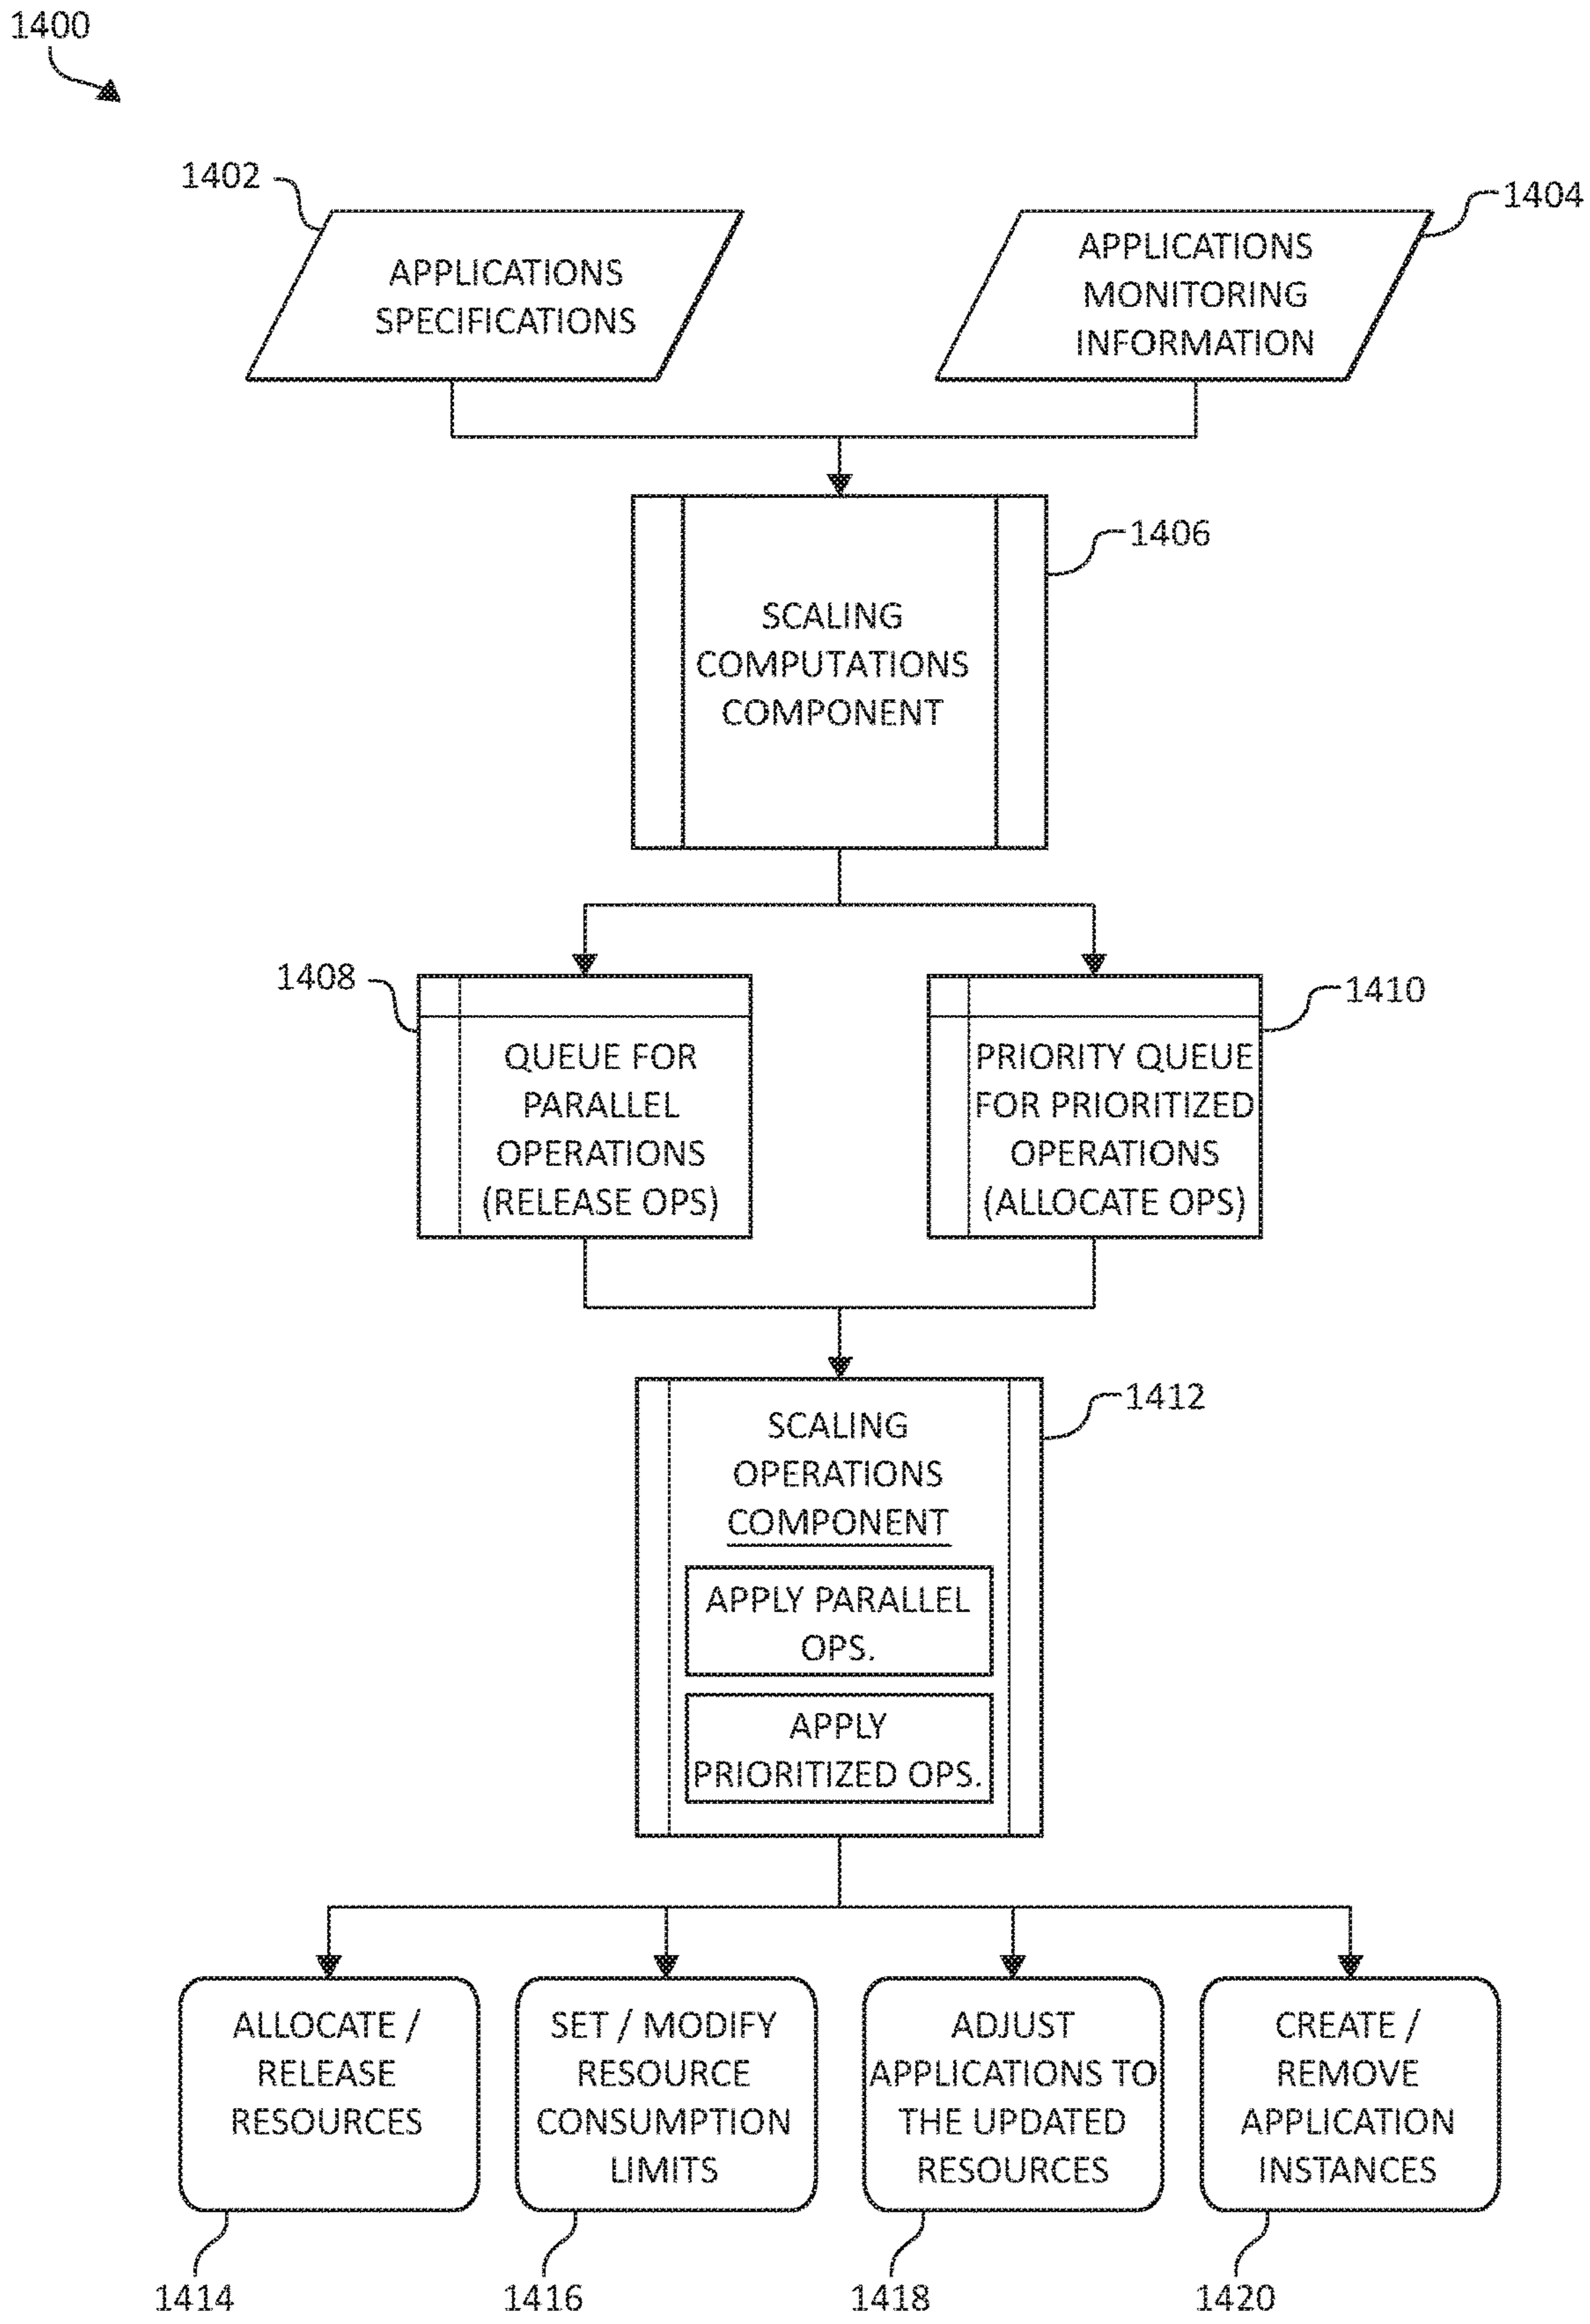 1400
1402
APPLICATIONS
SPECIFICATIONS
1404
APPLICATIONS
MONITORING
INFORMATION
1406
SCALING
COMPUTATIONS
COMPONENT
1408
QUEUE FOR
PARALLEL
OPERATIONS
(RELEASE OPS)
1410
PRIORITY QUEUE
FOR PRIORITIZED
OPERATIONS
(ALLOCATE OPS)
1412
SCALING
OPERATIONS
COMPONENT
APPLY PARALLEL
OPS.
APPLY
PRIORITIZED OPS.
ALLOCATE /
RELEASE
RESOURCES
1414
SET / MODIFY
RESOURCE
CONSUMPTION
LIMITS
1416
ADJUST
APPLICATIONS TO
THE UPDATED
RESOURCES
1418
CREATE /
REMOVE
APPLICATION
INSTANCES
1420